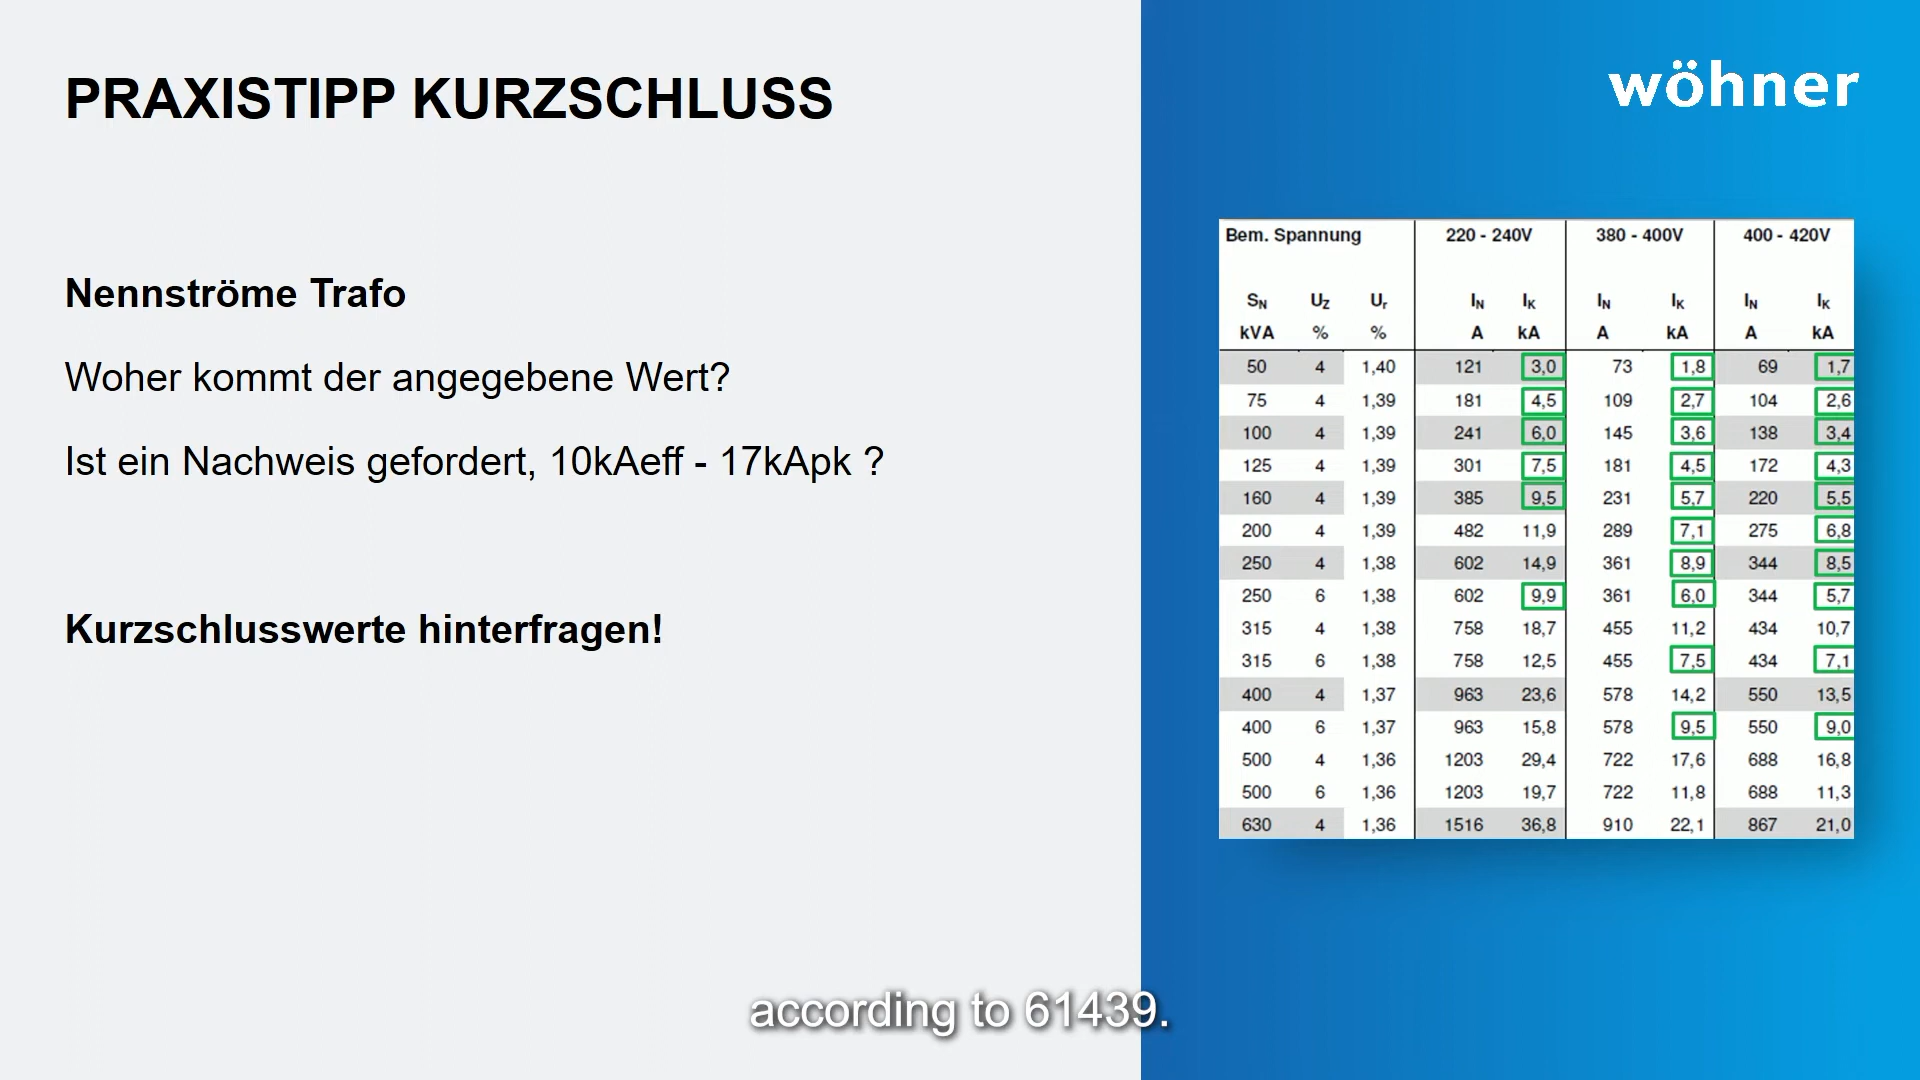 PRAXISTIPP KURZSCHLUSS
wöhner
Nennströme Trafo
Woher kommt der angegebene Wert?
Ist ein Nachweis gefordert, 10kAeff - 17kApk ?
Kurzschlusswerte hinterfragen!
Bem. Spannung 220 - 240V 380 - 400V 400 - 420V
SN UZ Ur IN IK IN IK IN IK
kVA % % A kA A kA A kA
50 4 1,40 121 3,0 73 1,8 69 1,7
75 4 1,39 181 4,5 109 2,7 104 2,6
100 4 1,39 241 6,0 145 3,6 138 3,4
125 4 1,39 301 7,5 181 4,5 172 4,3
160 4 1,39 385 9,5 231 5,7 220 5,5
200 4 1,39 482 11,9 289 7,1 275 6,8
250 4 1,38 602 14,9 361 8,9 344 8,5
250 6 1,38 602 9,9 361 6,0 344 5,7
315 4 1,38 758 18,7 455 11,2 434 10,7
315 6 1,38 758 12,5 455 7,5 434 7,1
400 4 1,37 963 23,6 578 14,2 550 13,5
400 6 1,37 963 15,8 578 9,5 550 9,0
500 4 1,36 1203 29,4 722 17,6 688 16,8
500 6 1,36 1203 19,7 722 11,8 688 11,3
630 4 1,36 1516 36,8 910 22,1 867 21,0
according to 61439.